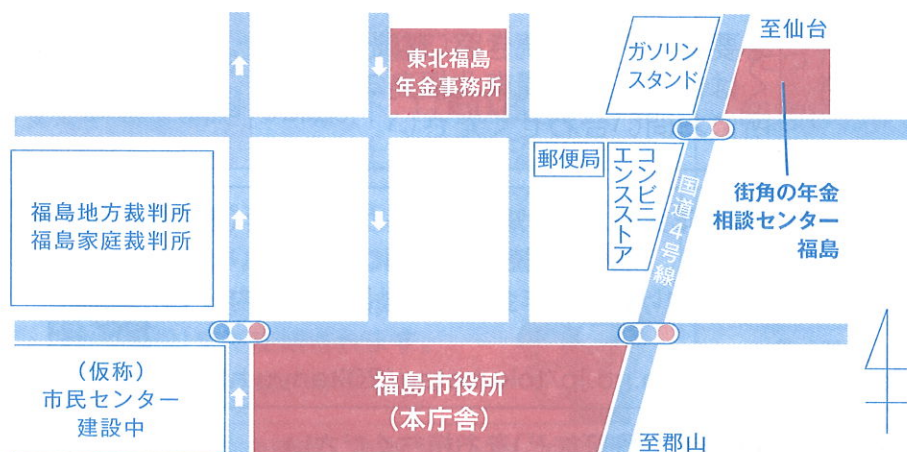 至仙台
東北福島
年金事務所
ガソリン
スタンド
郵便局
コンビニ
エンスストア
国道4号線
街角の年金
相談センター
福島
福島地方裁判所
福島家庭裁判所
(仮称)
市民センター
建設中
福島市役所
(本庁舎)
至郡山